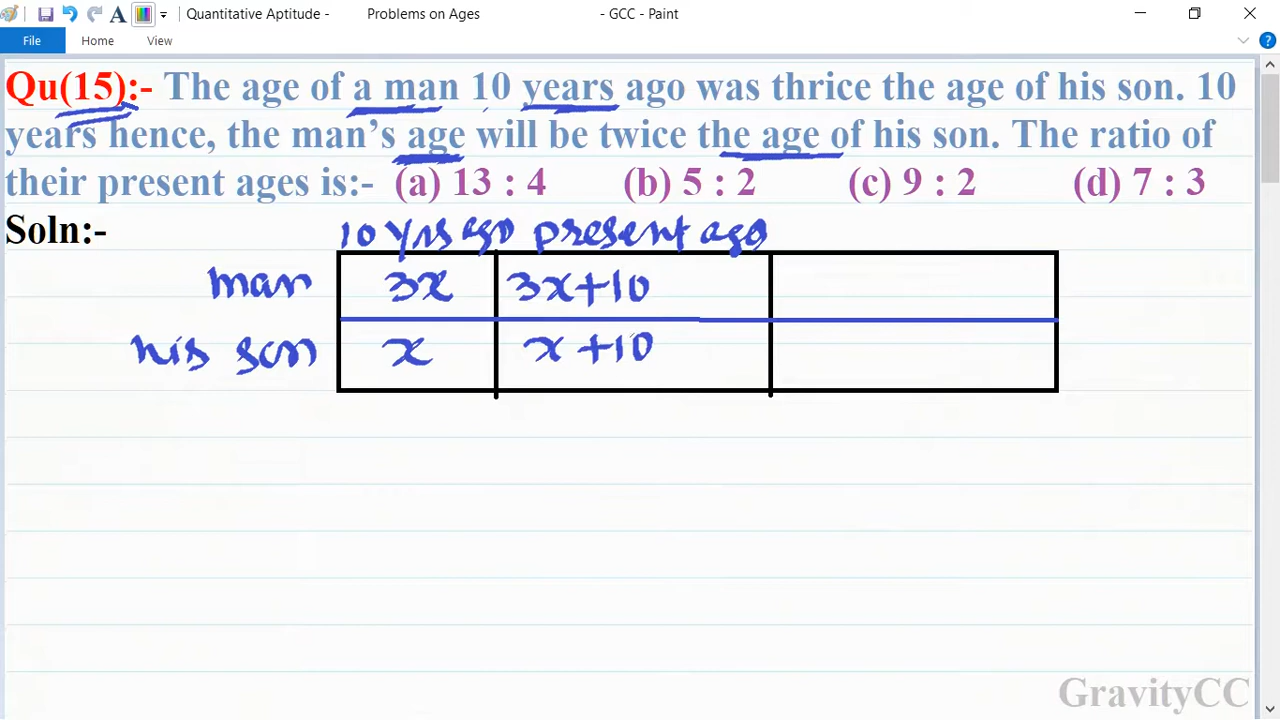 Quantitative Aptitude - Problems on Ages - GCC - Paint
File Home View
Qu(15):- The age of a man 10 years ago was thrice the age of his son. 10
years hence, the man's age will be twice the age of his son. The ratio of
their present ages is:- (a) 13 : 4 (b) 5 : 2 (c) 9 : 2 (d) 7 : 3
Soln:- 10 yrs ago present ago
man 3x 3x+10
his son x x+10
GravityCC